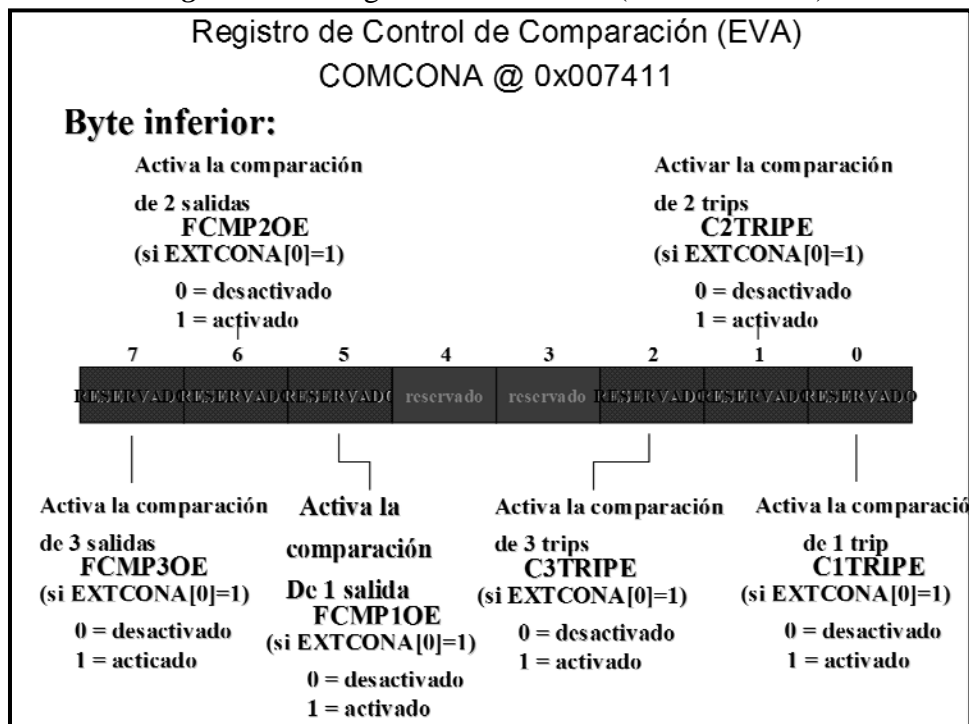 Registro de Control de Comparación (EVA)
COMCONA @ 0x007411
Byte inferior:
Activa la comparación
de 2 salidas
FCMP2OE
(si EXTCONA[0]=1)
0 = desactivado
1 = activado
Activar la comparación
de 2 trips
C2TRIPE
(si EXTCONA[0]=1)
0 = desactivado
1 = activado
7 6 5 4 3 2 1 0
RESERVADO RESERVADO RESERVADO reservado reservado RESERVADO RESERVADO RESERVADO
Activa la comparación
de 3 salidas
FCMP3OE
(si EXTCONA[0]=1)
0 = desactivado
1 = acticado
Activa la
comparación
De 1 salida
FCMP1OE
(si EXTCONA[0]=1)
0 = desactivado
1 = activado
Activa la comparación
de 3 trips
C3TRIPE
(si EXTCONA[0]=1)
0 = desactivado
1 = activado
Activa la comparació
de 1 trip
C1TRIPE
(si EXTCONA[0]=1)
0 = desactivado
1 = activado